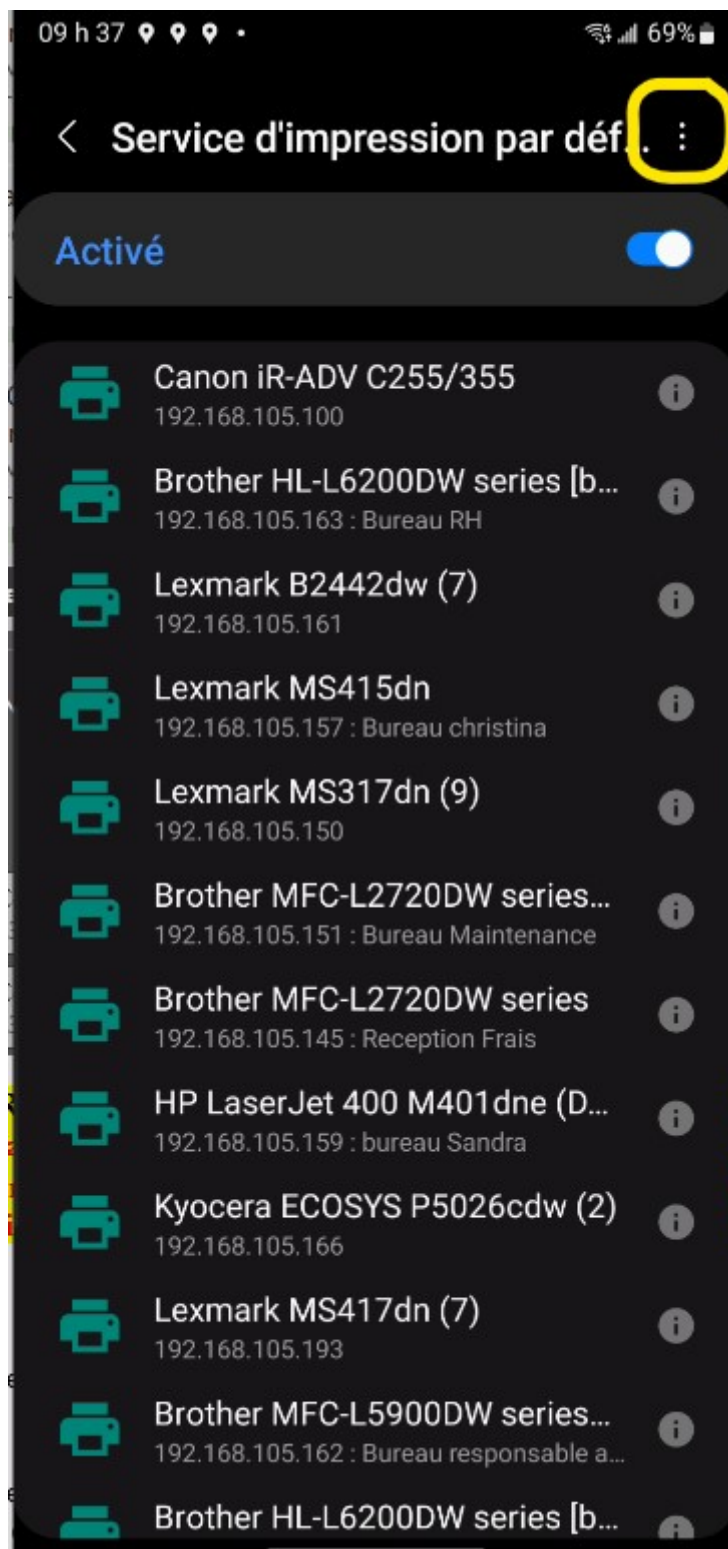 09 h 37
69%
Service d'impression par déf...
Activé
Canon iR-ADV C255/355
192.168.105.100
Brother HL-L6200DW series [b...
192.168.105.163 : Bureau RH
Lexmark B2442dw (7)
192.168.105.161
Lexmark MS415dn
192.168.105.157 : Bureau christina
Lexmark MS317dn (9)
192.168.105.150
Brother MFC-L2720DW series...
192.168.105.151 : Bureau Maintenance
Brother MFC-L2720DW series
192.168.105.145 : Reception Frais
HP LaserJet 400 M401dne (D...
192.168.105.159 : bureau Sandra
Kyocera ECOSYS P5026cdw (2)
192.168.105.166
Lexmark MS417dn (7)
192.168.105.193
Brother MFC-L5900DW series...
192.168.105.162 : Bureau responsable a...
Brother HL-L6200DW series [b...